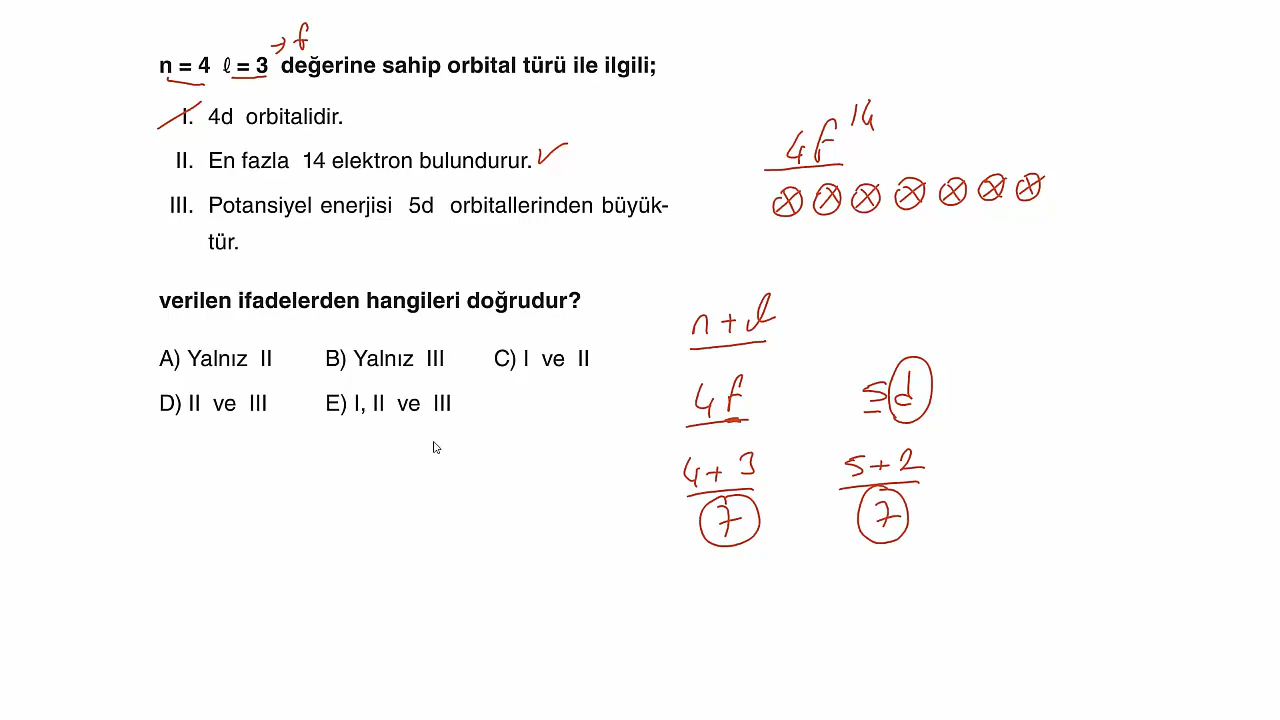 → f
n = 4 ℓ = 3 değerine sahip orbital türü ile ilgili;
I. 4d orbitalidir.
II. En fazla 14 elektron bulundurur.
III. Potansiyel enerjisi 5d orbitallerinden büyük-
tür.
verilen ifadelerden hangileri doğrudur?
A) Yalnız II B) Yalnız III C) I ve II
D) II ve III E) I, II ve III
4f 14
n + l
4f 5d
4 + 3 5 + 2
7 7